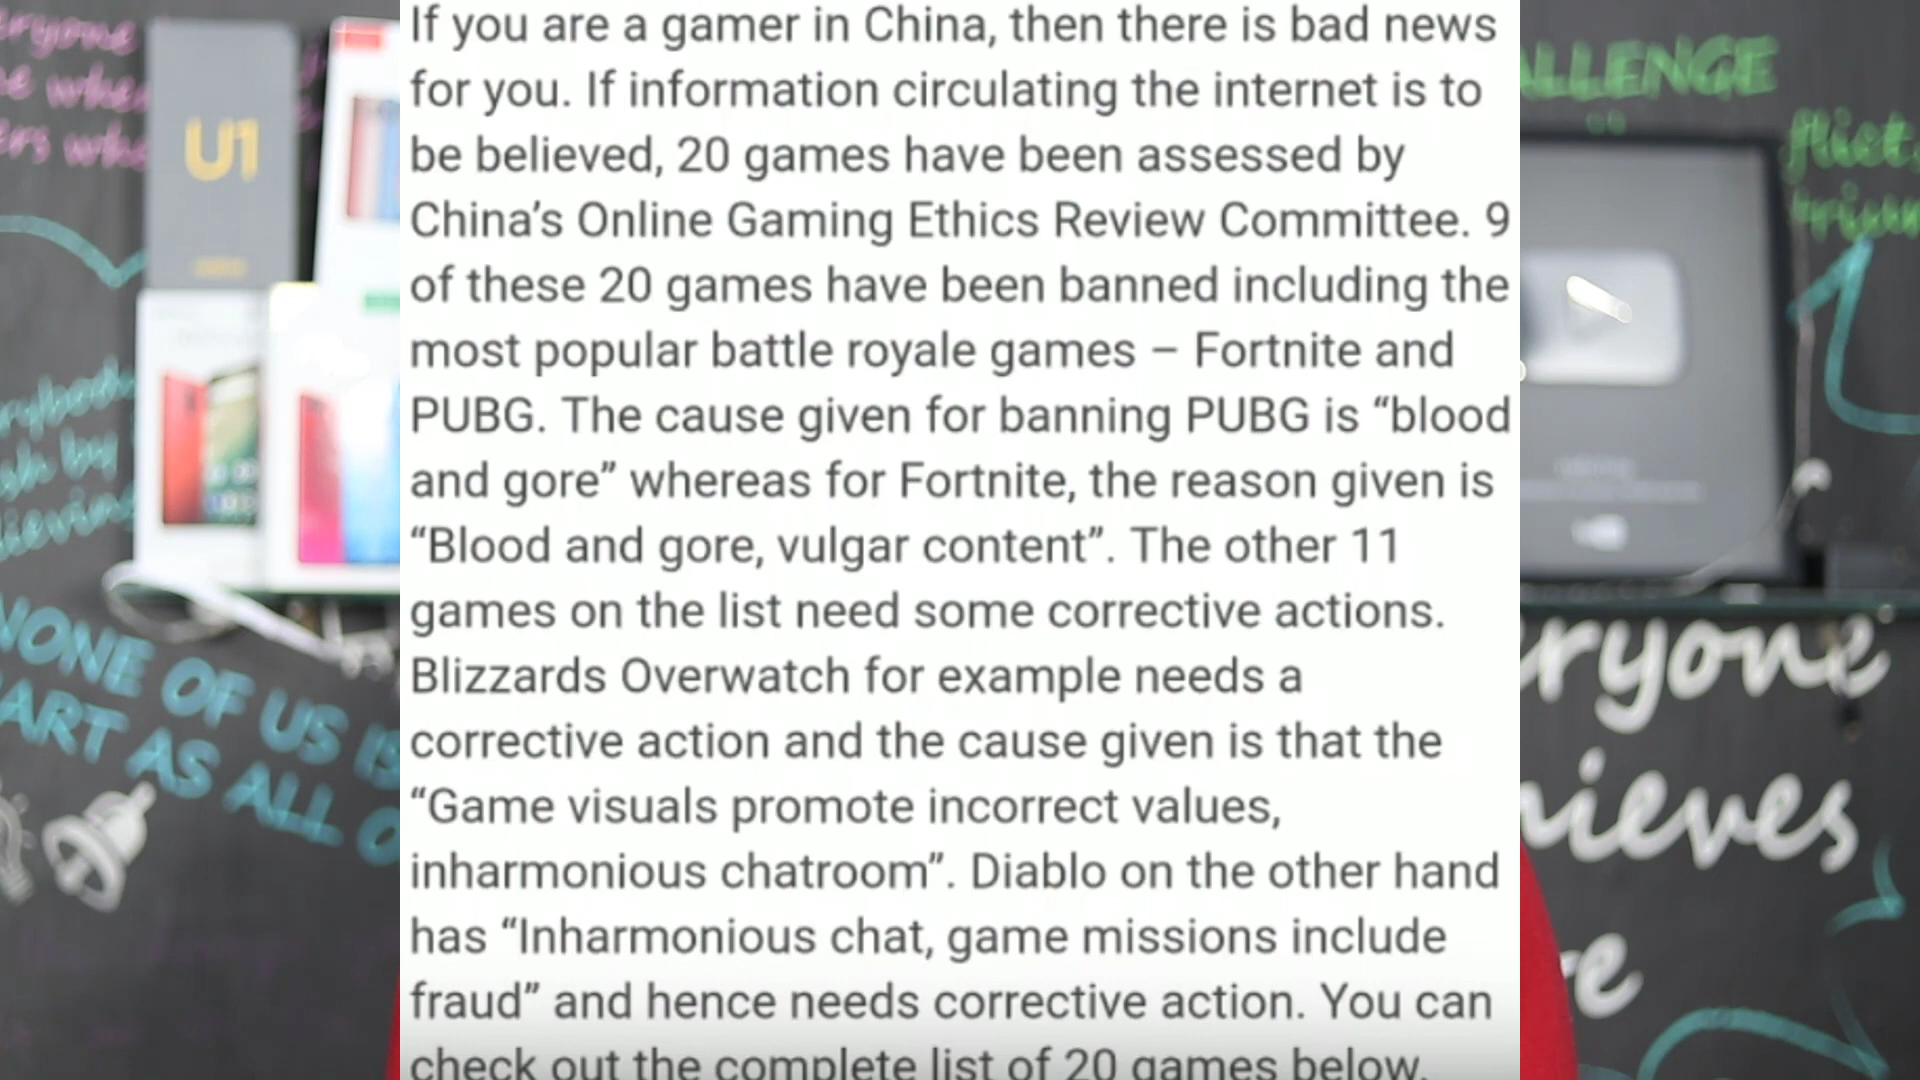 If you are a gamer in China, then there is bad news
for you. If information circulating the internet is to
be believed, 20 games have been assessed by
China’s Online Gaming Ethics Review Committee. 9
of these 20 games have been banned including the
most popular battle royale games – Fortnite and
PUBG. The cause given for banning PUBG is “blood
and gore” whereas for Fortnite, the reason given is
“Blood and gore, vulgar content”. The other 11
games on the list need some corrective actions.
Blizzards Overwatch for example needs a
corrective action and the cause given is that the
“Game visuals promote incorrect values,
inharmonious chatroom”. Diablo on the other hand
has “Inharmonious chat, game missions include
fraud” and hence needs corrective action. You can
check out the complete list of 20 games below.
U1
NONE OF US IS
ART AS ALL O
ALLENGE
ryone
hieves